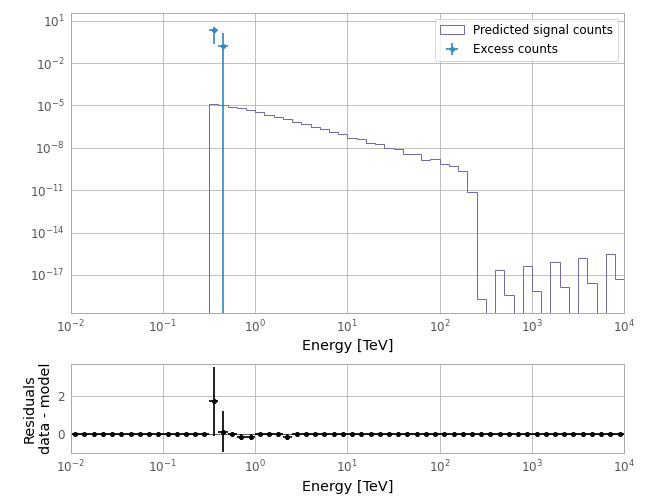 10^1
10^-2
10^-5
10^-8
10^-11
10^-14
10^-17
Predicted signal counts
Excess counts
10^-2 10^-1 10^0 10^1 10^2 10^3 10^4
Energy [TeV]
Residuals
data - model
2
0
10^-2 10^-1 10^0 10^1 10^2 10^3 10^4
Energy [TeV]